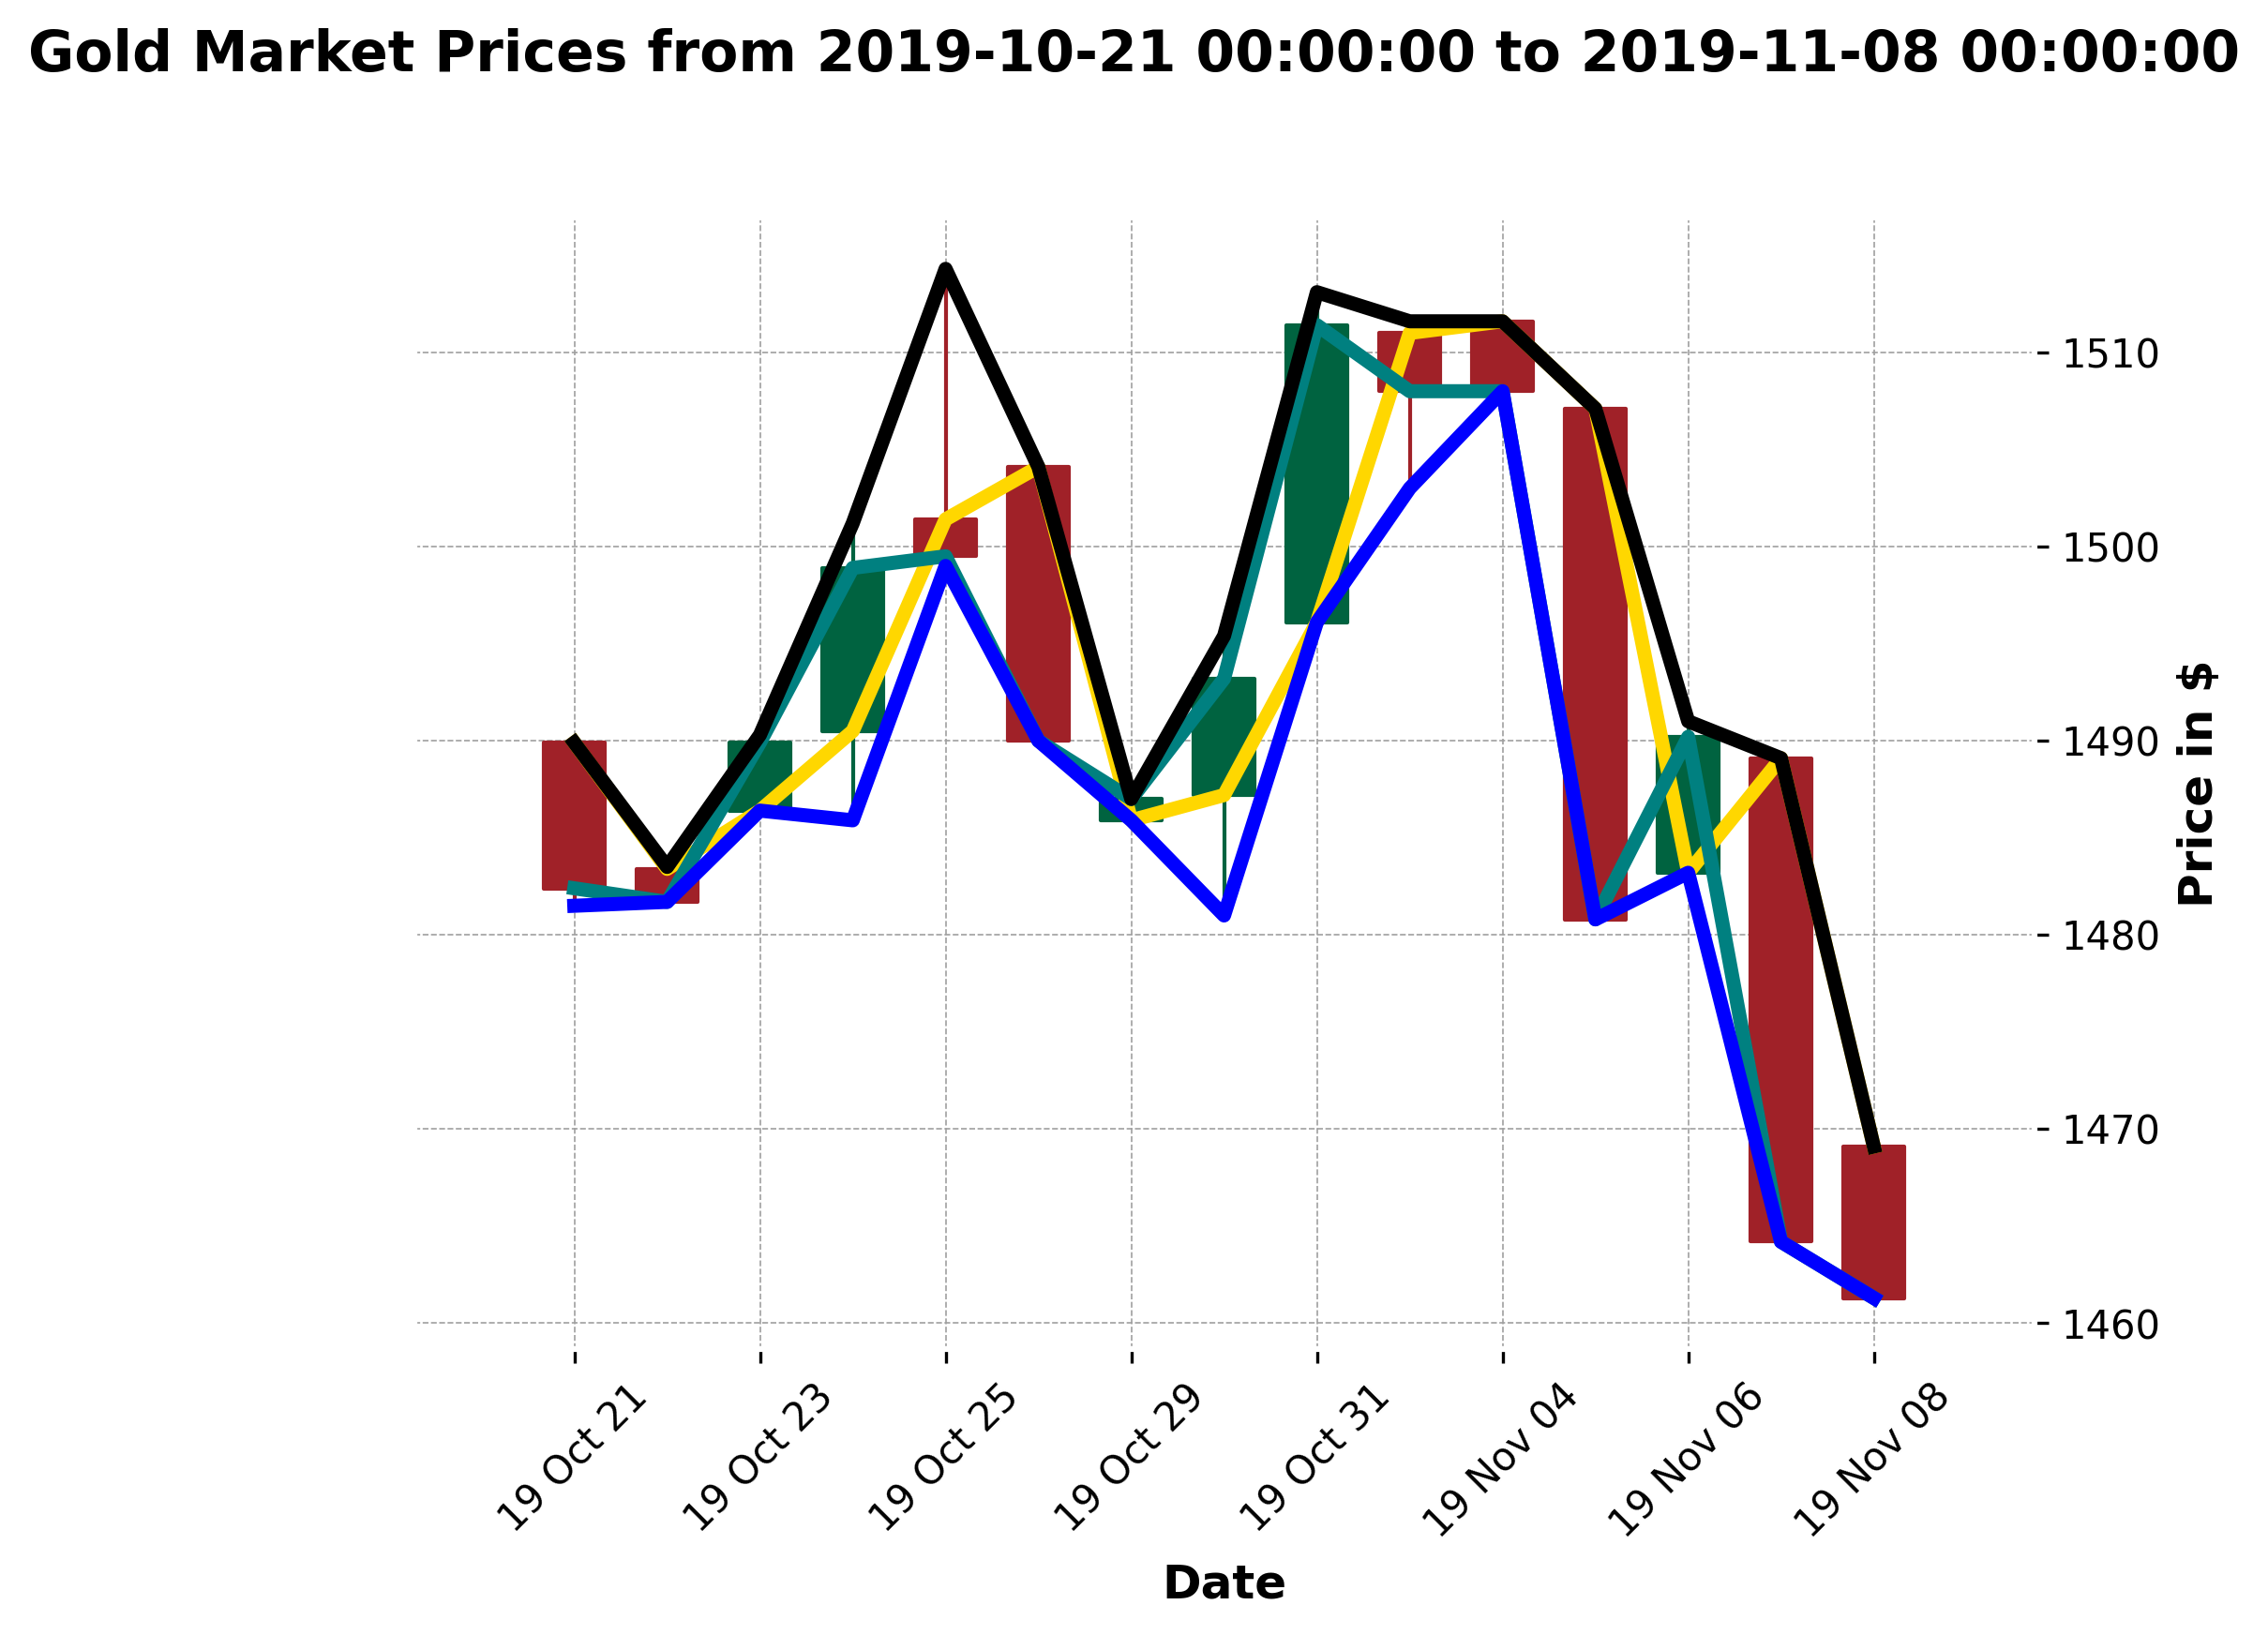 Gold Market Prices from 2019-10-21 00:00:00 to 2019-11-08 00:00:00
1510
1500
1490
1480
1470
1460
Price in $
19 Oct 21
19 Oct 23
19 Oct 25
19 Oct 29
19 Oct 31
19 Nov 04
19 Nov 06
19 Nov 08
Date